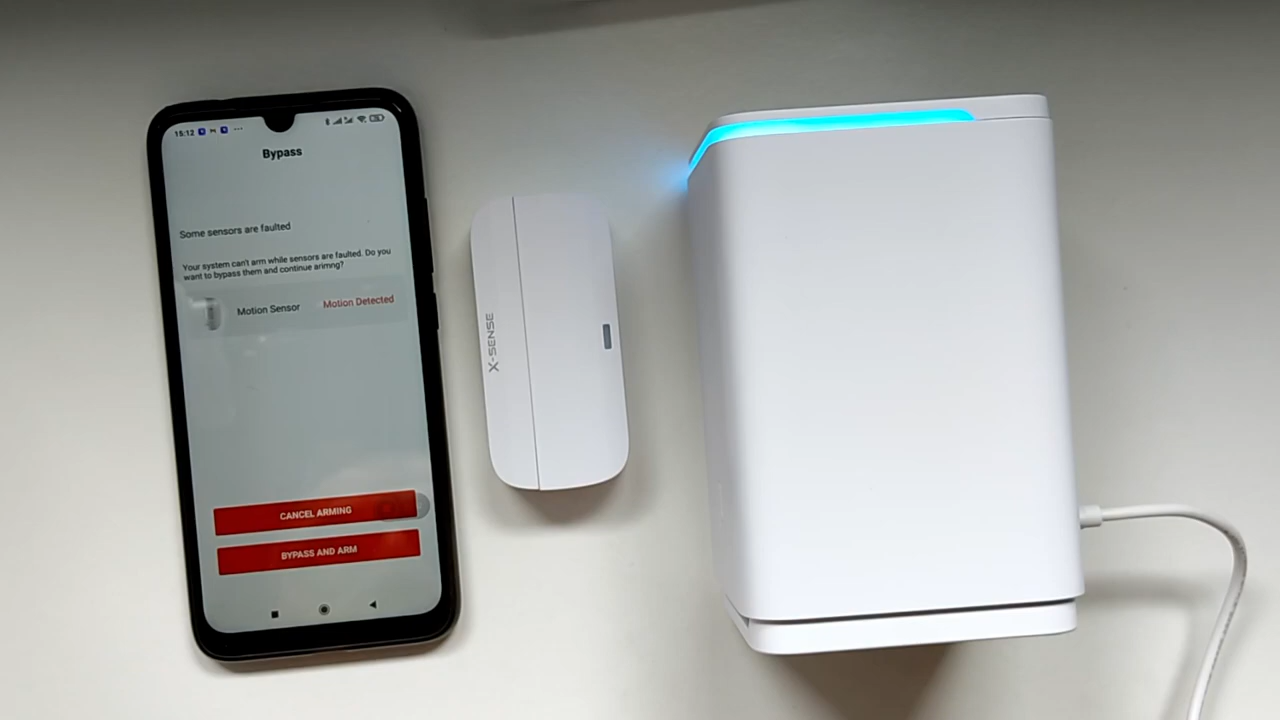 15:12
Bypass
Some sensors are faulted
Your system can't arm while sensors are faulted. Do you
want to bypass them and continue arimng?
Motion Sensor
Motion Detected
CANCEL ARMING
BYPASS AND ARM
X-SENSE